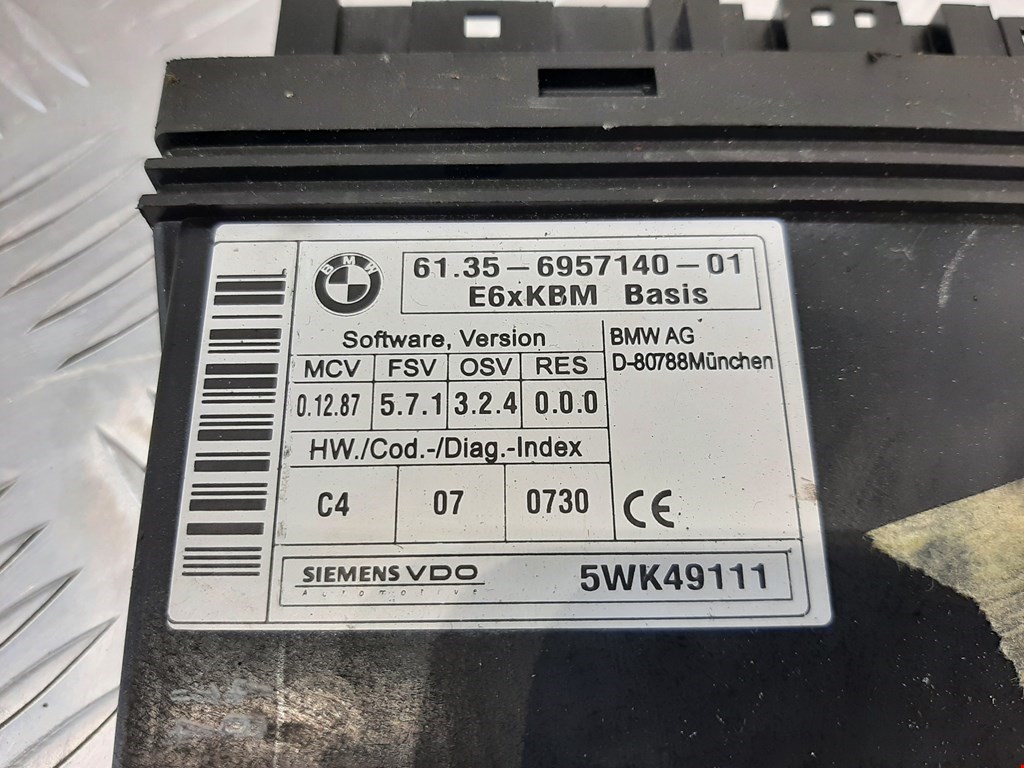 BMW
61.35-6957140-01
E6xKBM Basis
Software, Version
MCV FSV OSV RES
0.12.87 5.7.1 3.2.4 0.0.0
BMW AG
D-80788München
HW./Cod.-/Diag.-Index
C4 07 0730
CE
SIEMENS VDO
Automotive
5WK49111